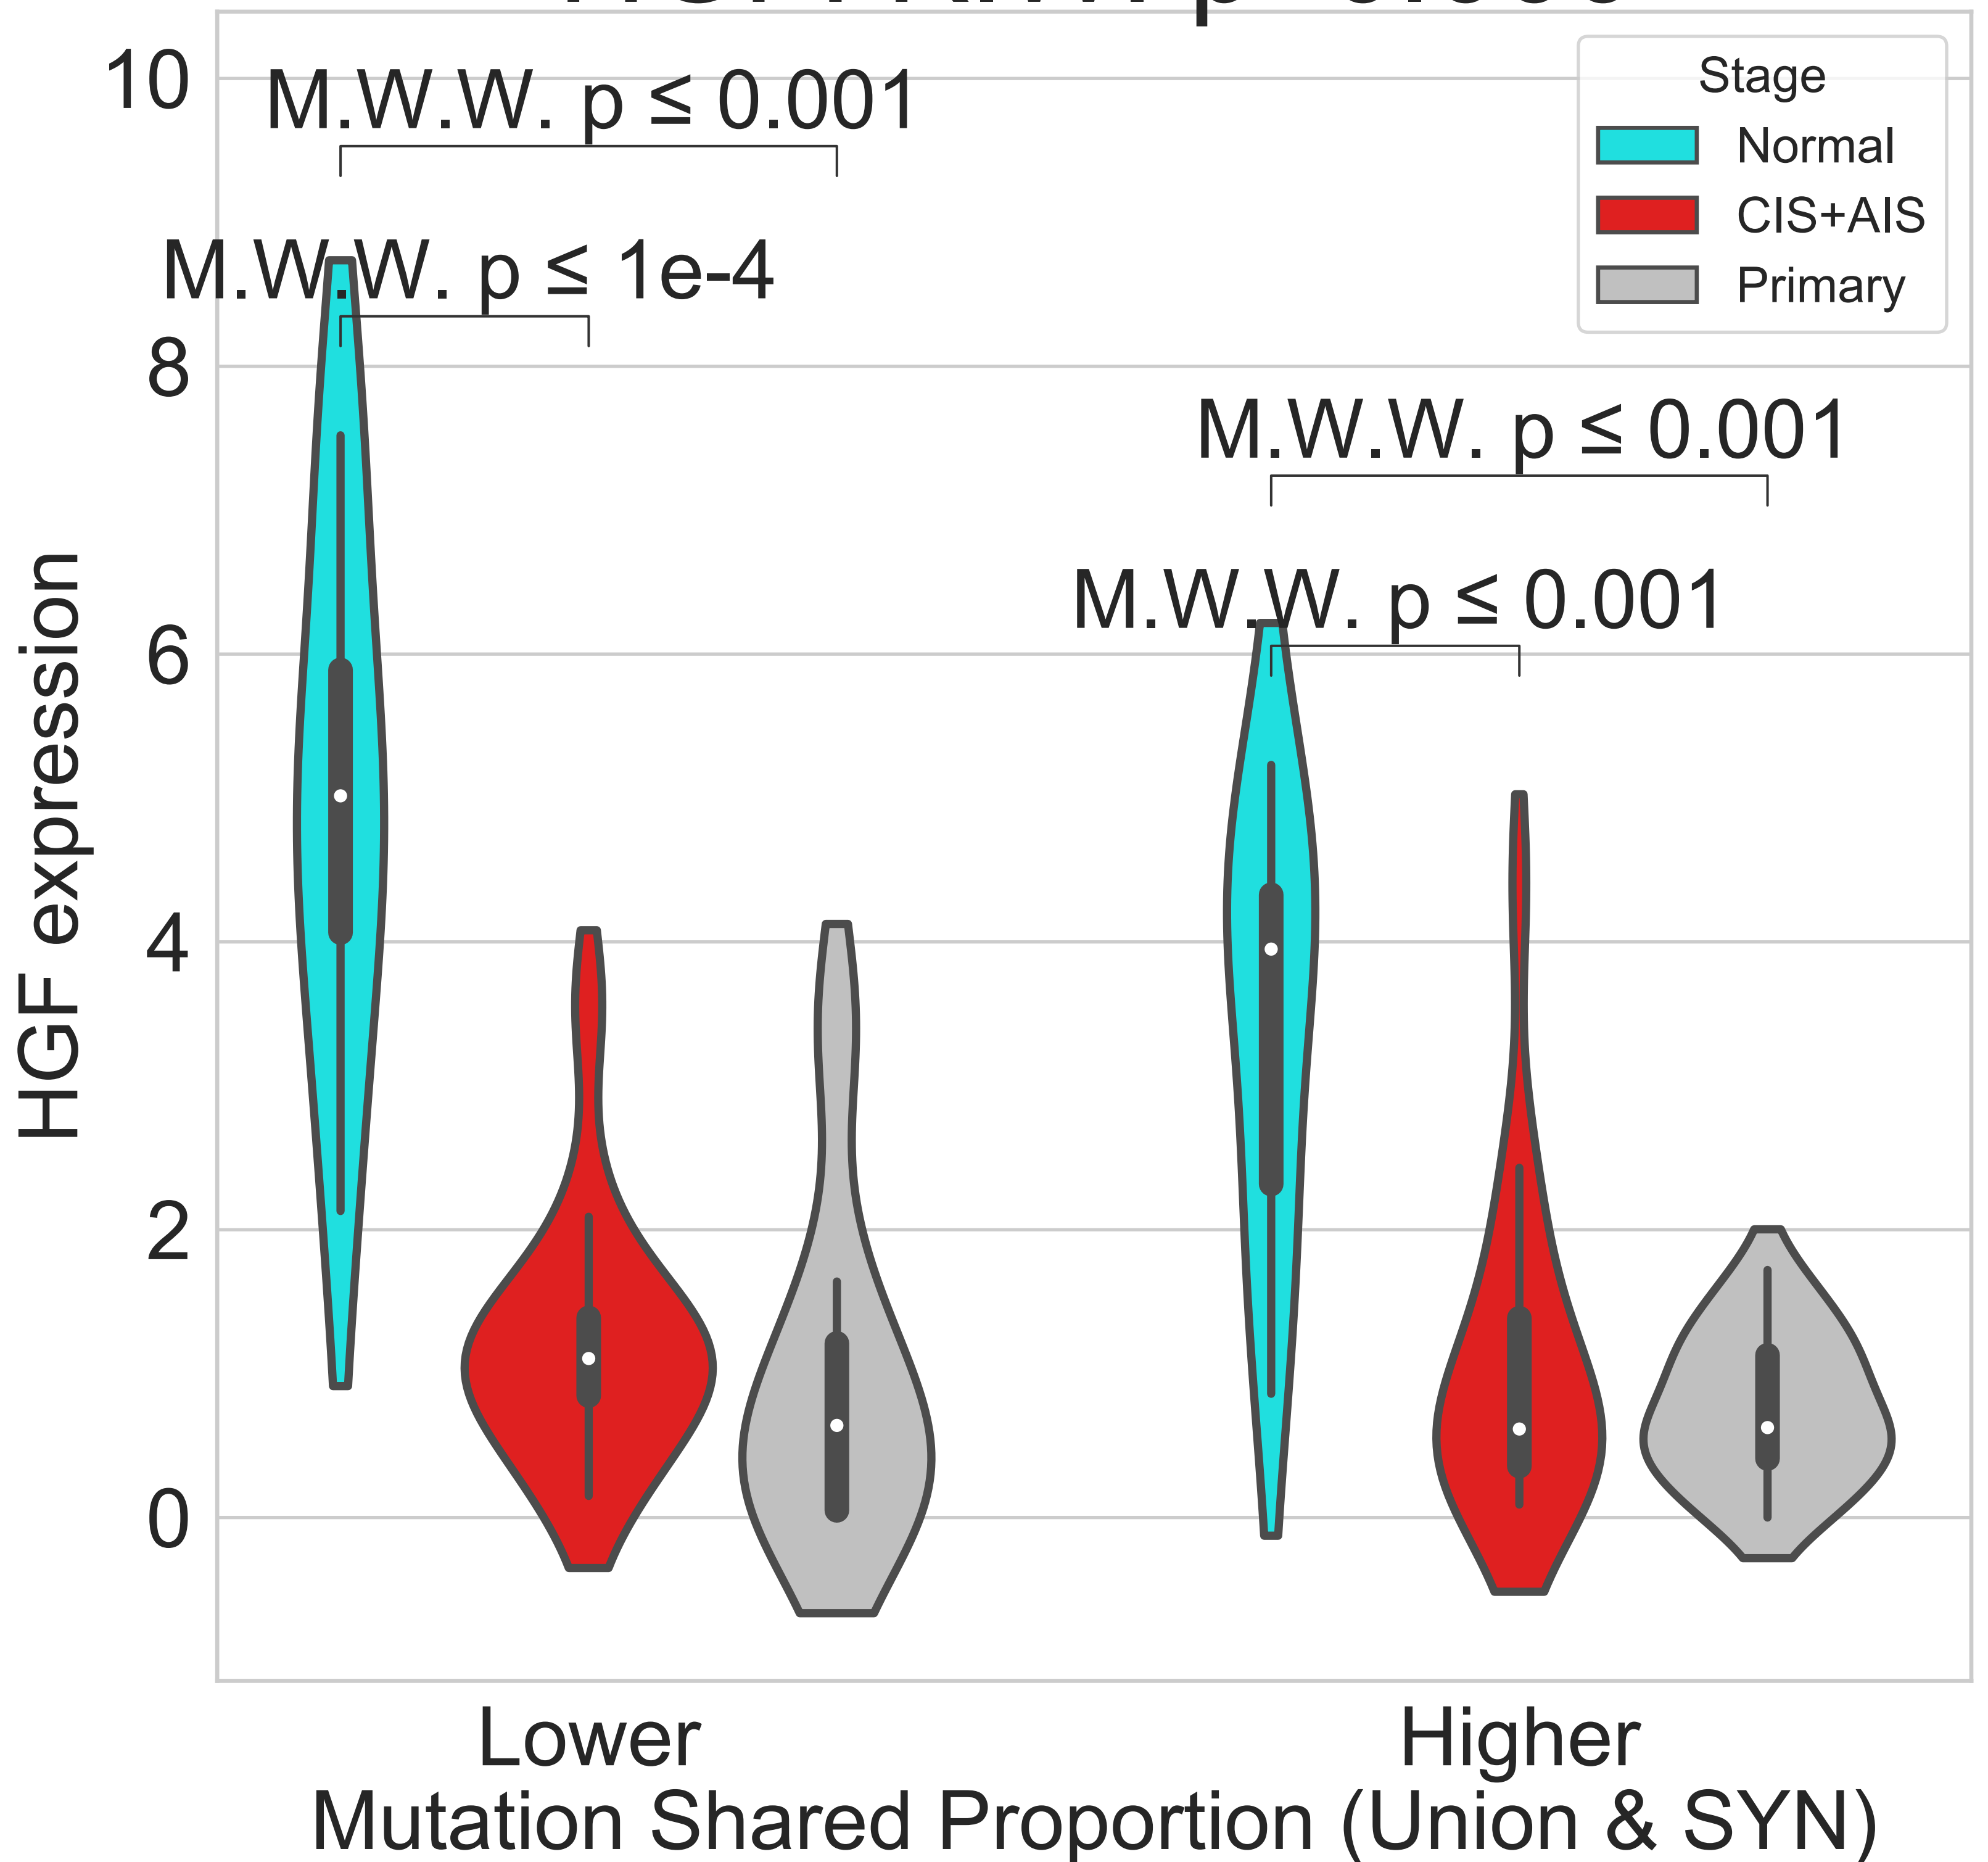 10
8
6
4
2
0
HGF expression
M.W.W. p ≤ 0.001
M.W.W. p ≤ 1e-4
M.W.W. p ≤ 0.001
M.W.W. p ≤ 0.001
Stage
Normal
CIS+AIS
Primary
Lower
Higher
Mutation Shared Proportion (Union & SYN)